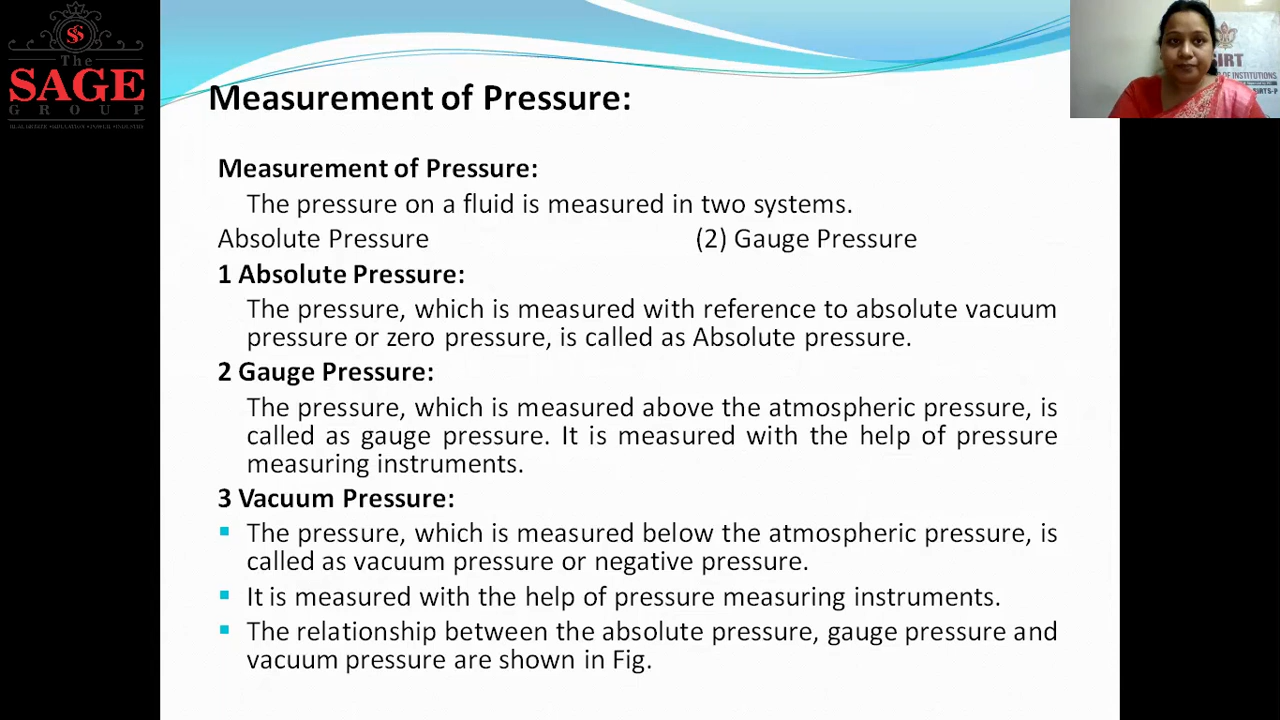 The
SAGE
GROUP
SIRT
OF INSTITUTIONS
SIRTS-P
Measurement of Pressure:
Measurement of Pressure:
The pressure on a fluid is measured in two systems.
Absolute Pressure (2) Gauge Pressure
1 Absolute Pressure:
The pressure, which is measured with reference to absolute vacuum
pressure or zero pressure, is called as Absolute pressure.
2 Gauge Pressure:
The pressure, which is measured above the atmospheric pressure, is
called as gauge pressure. It is measured with the help of pressure
measuring instruments.
3 Vacuum Pressure:
The pressure, which is measured below the atmospheric pressure, is
called as vacuum pressure or negative pressure.
It is measured with the help of pressure measuring instruments.
The relationship between the absolute pressure, gauge pressure and
vacuum pressure are shown in Fig.